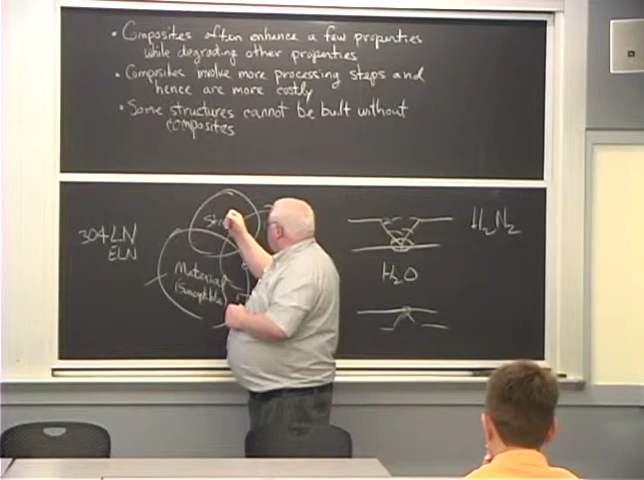 • Composites often enhance a few properties
while degrading other properties
• Composites involve more processing steps and
hence are more costly
• Some structures cannot be built without
composites
304LN
ELN
Material
(Susceptible
H₂O
H₂N₂